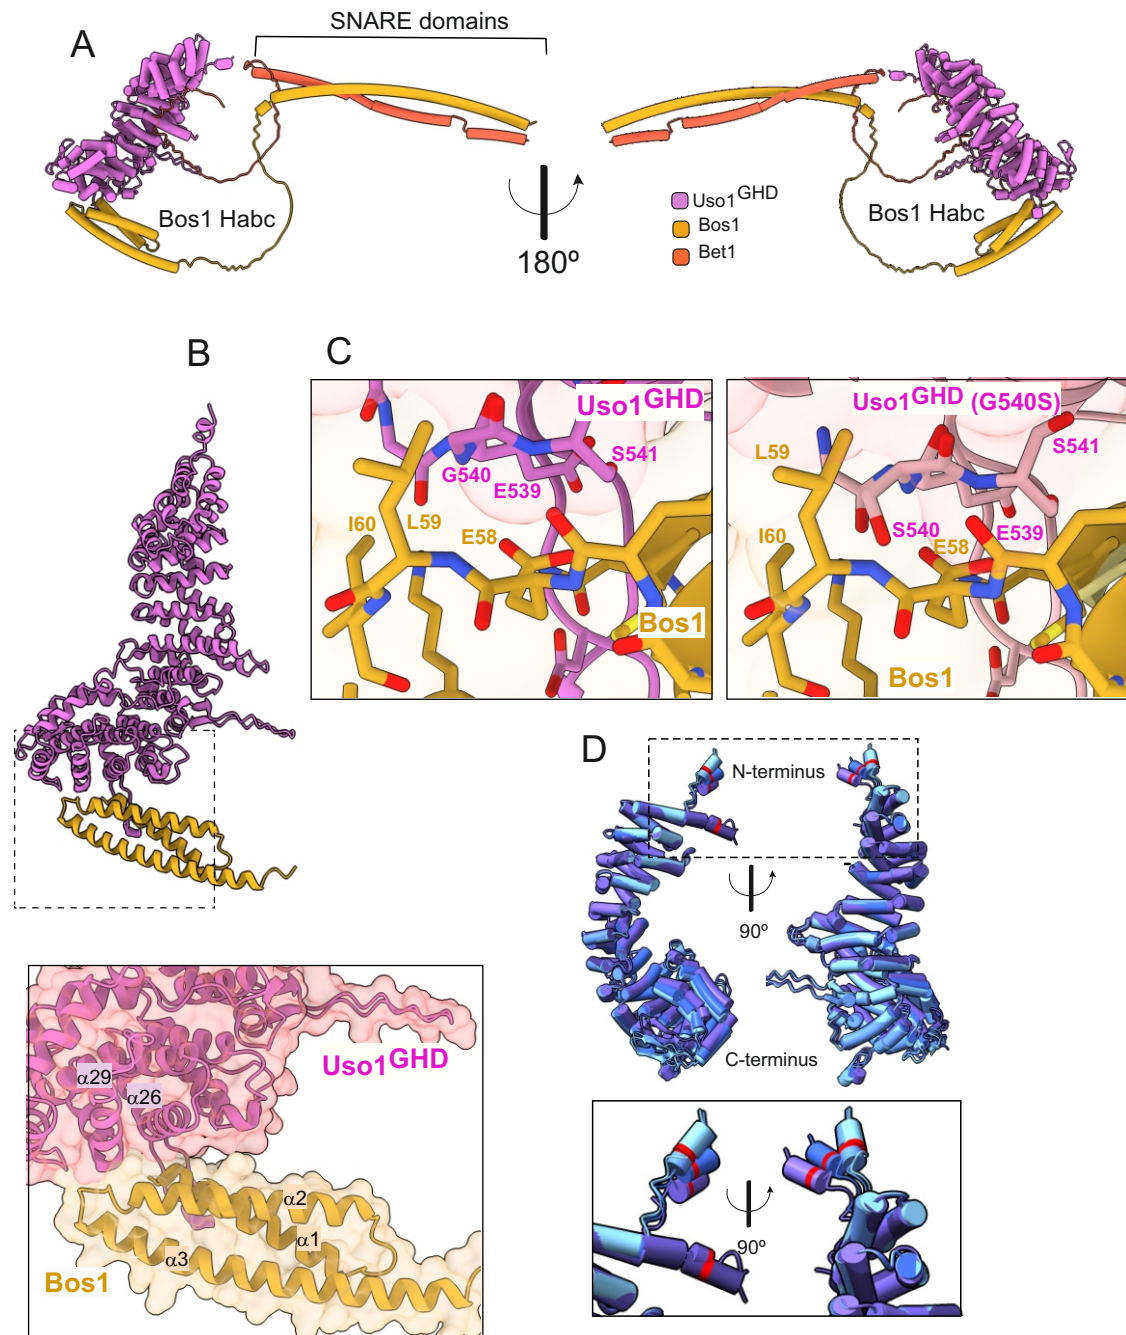 A
SNARE domains
Bos1 Habc
Bos1 Habc
180º
Uso1GHD
Bos1
Bet1
B
C
Uso1GHD
S541
G540
E539
L59
I60
E58
Bos1
Uso1GHD (G540S)
L59
S541
S540
I60
E58
E539
Bos1
D
N-terminus
90º
C-terminus
Uso1GHD
α29
α26
α2
α1
α3
Bos1
90º